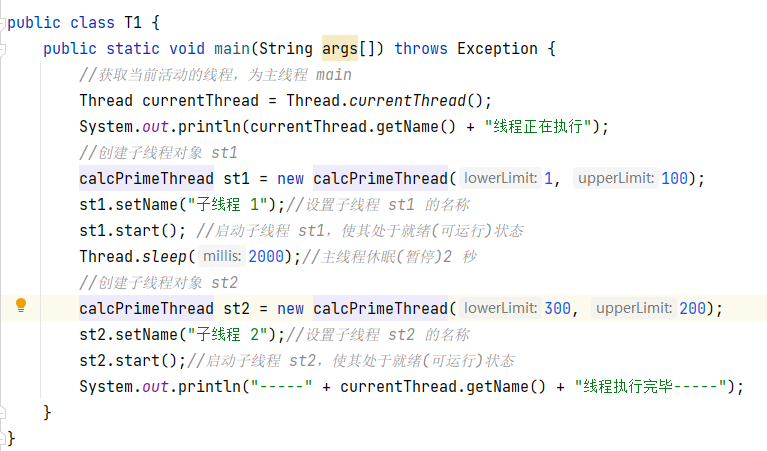 public class T1 {
public static void main(String args[]) throws Exception {
//获取当前活动的线程，为主线程 main
Thread currentThread = Thread.currentThread();
System.out.println(currentThread.getName() + "线程正在执行");
//创建子线程对象 st1
calcPrimeThread st1 = new calcPrimeThread( lowerLimit: 1, upperLimit: 100);
st1.setName("子线程 1");//设置子线程 st1 的名称
st1.start(); //启动子线程 st1，使其处于就绪(可运行)状态
Thread.sleep( millis: 2000);//主线程休眠(暂停)2 秒
//创建子线程对象 st2
calcPrimeThread st2 = new calcPrimeThread( lowerLimit: 300, upperLimit: 200);
st2.setName("子线程 2");//设置子线程 st2 的名称
st2.start();//启动子线程 st2，使其处于就绪(可运行)状态
System.out.println("-----" + currentThread.getName() + "线程执行完毕-----");
}
}